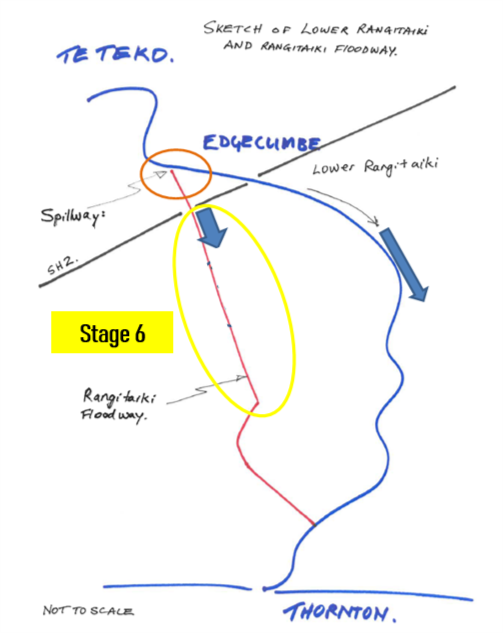 SKETCH OF LOWER RANGITAIKI
AND RANGITAIKI FLOODWAY.
TE TEKO.
EDGECUMBE
Lower Rangitaiki
Spillway:
SH2.
Stage 6
Rangitaiki
Floodway.
NOT TO SCALE
THORNTON.